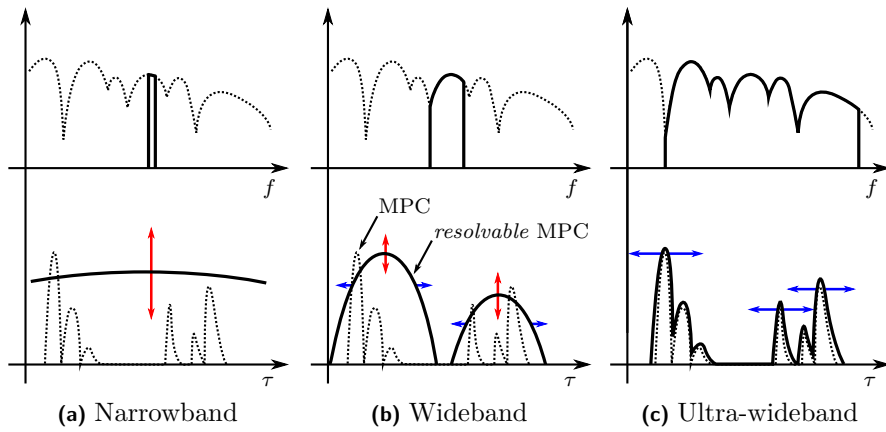 f
f
f
MPC
resolvable MPC
τ
τ
τ
(a) Narrowband
(b) Wideband
(c) Ultra-wideband